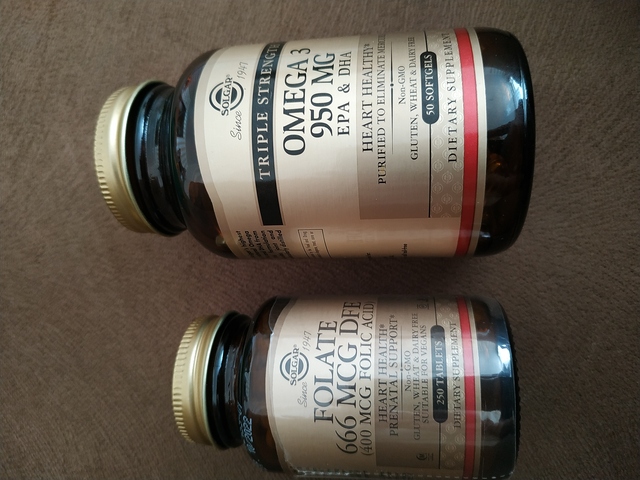 SOLGAR®
Since 1947
TRIPLE STRENGTH
OMEGA 3
950 MG
EPA & DHA
HEART HEALTHY*
PURIFIED TO ELIMINATE
Non-GMO
GLUTEN, WHEAT & DAIRY FREE
50 SOFTGELS
DIETARY SUPPLEMENT
SOLGAR®
Since 1947
FOLATE
666 MCG DFE
(400 MCG FOLIC ACID)
HEART HEALTH*
PRENATAL SUPPORT*
Non-GMO
GLUTEN, WHEAT & DAIRY FREE
SUITABLE FOR VEGANS
250 TABLETS
DIETARY SUPPLEMENT